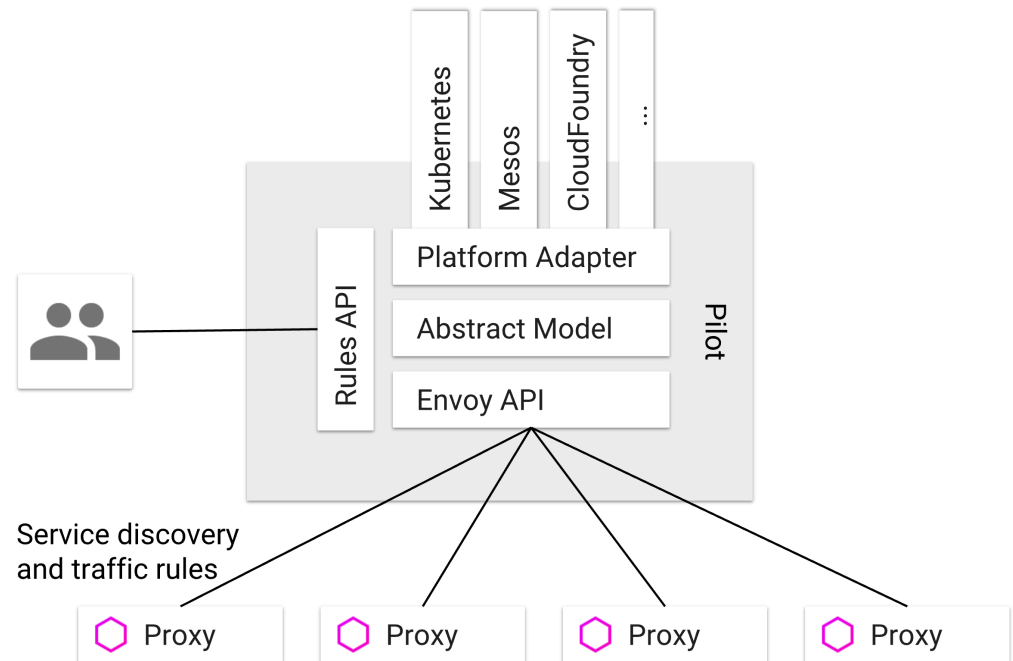 Kubernetes
Mesos
CloudFoundry
...
Platform Adapter
Rules API
Abstract Model
Pilot
Envoy API
Service discovery
and traffic rules
Proxy
Proxy
Proxy
Proxy